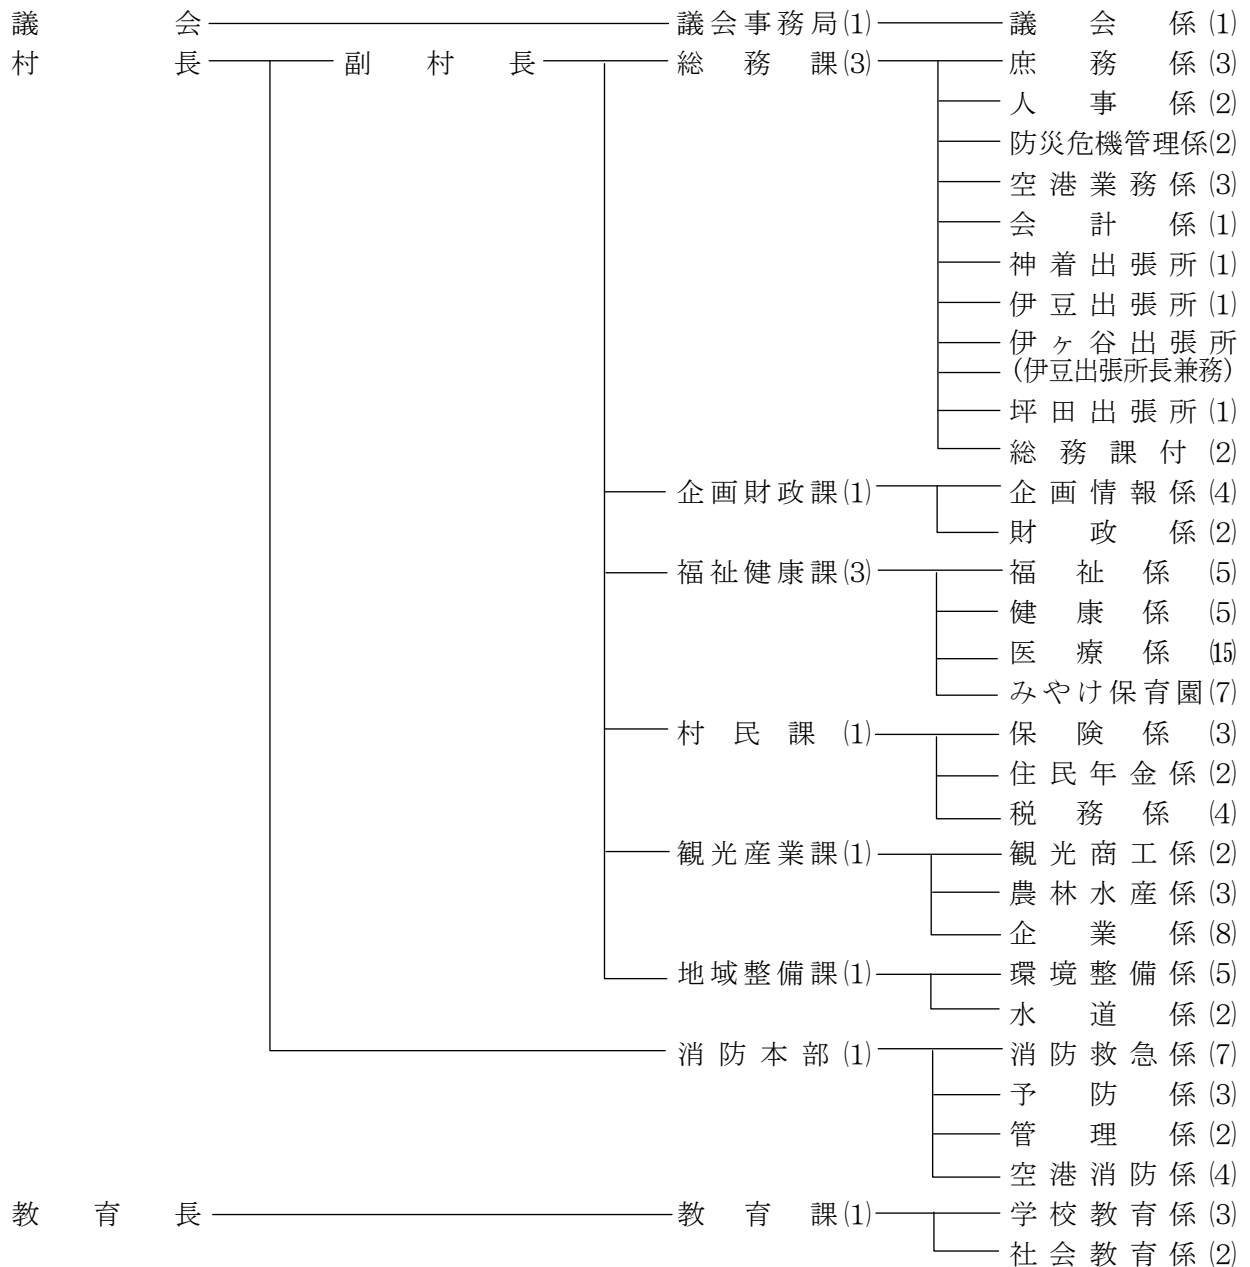 議会 議会事務局(1) 議会係(1)
村長 副村長 総務課(3) 庶務係(3)
人事係(2)
防災危機管理係(2)
空港業務係(3)
会計係(1)
神着出張所(1)
伊豆出張所(1)
伊ヶ谷出張所
(伊豆出張所長兼務)
坪田出張所(1)
総務課付(2)
企画財政課(1) 企画情報係(4)
財政係(2)
福祉健康課(3) 福祉係(5)
健康係(5)
医療係(15)
みやけ保育園(7)
村民課(1) 保険係(3)
住民年金係(2)
税務係(4)
観光産業課(1) 観光商工係(2)
農林水産係(3)
企業係(8)
地域整備課(1) 環境整備係(5)
水道係(2)
消防本部(1) 消防救急係(7)
予防係(3)
管理係(2)
空港消防係(4)
教育長 教育課(1) 学校教育係(3)
社会教育係(2)